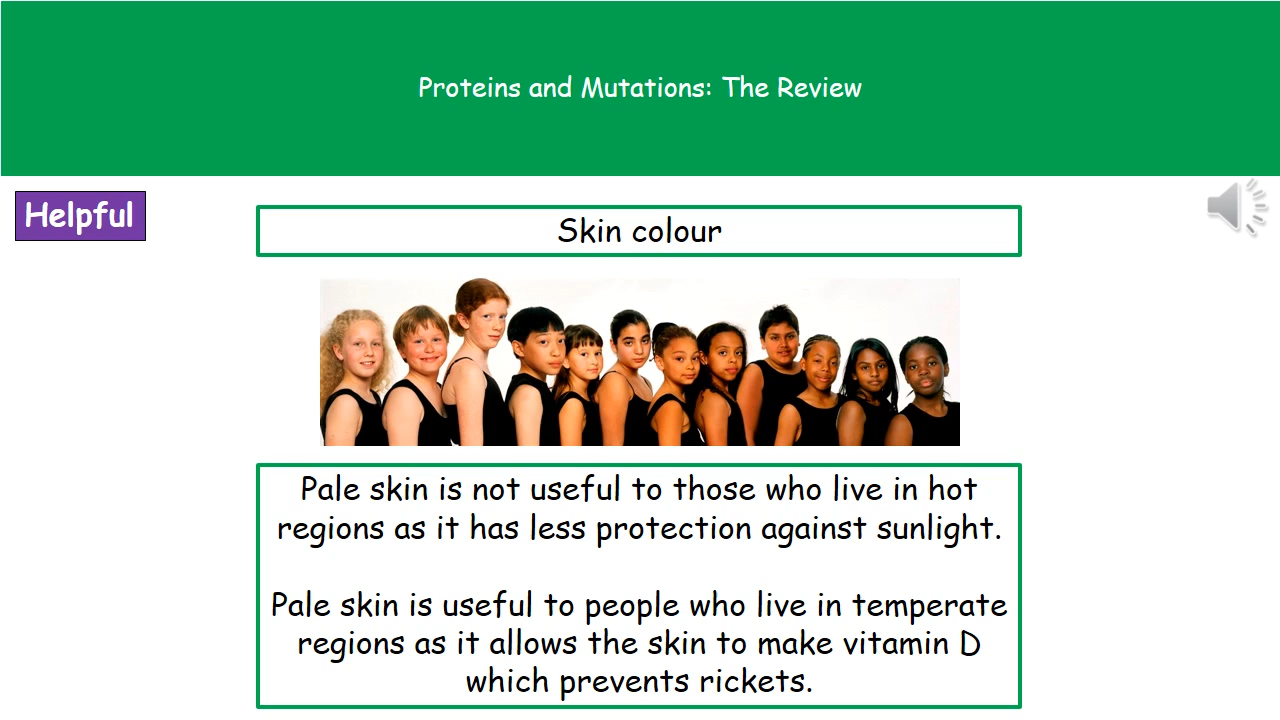 Proteins and Mutations: The Review
Helpful
Skin colour
Pale skin is not useful to those who live in hot
regions as it has less protection against sunlight.
Pale skin is useful to people who live in temperate
regions as it allows the skin to make vitamin D
which prevents rickets.